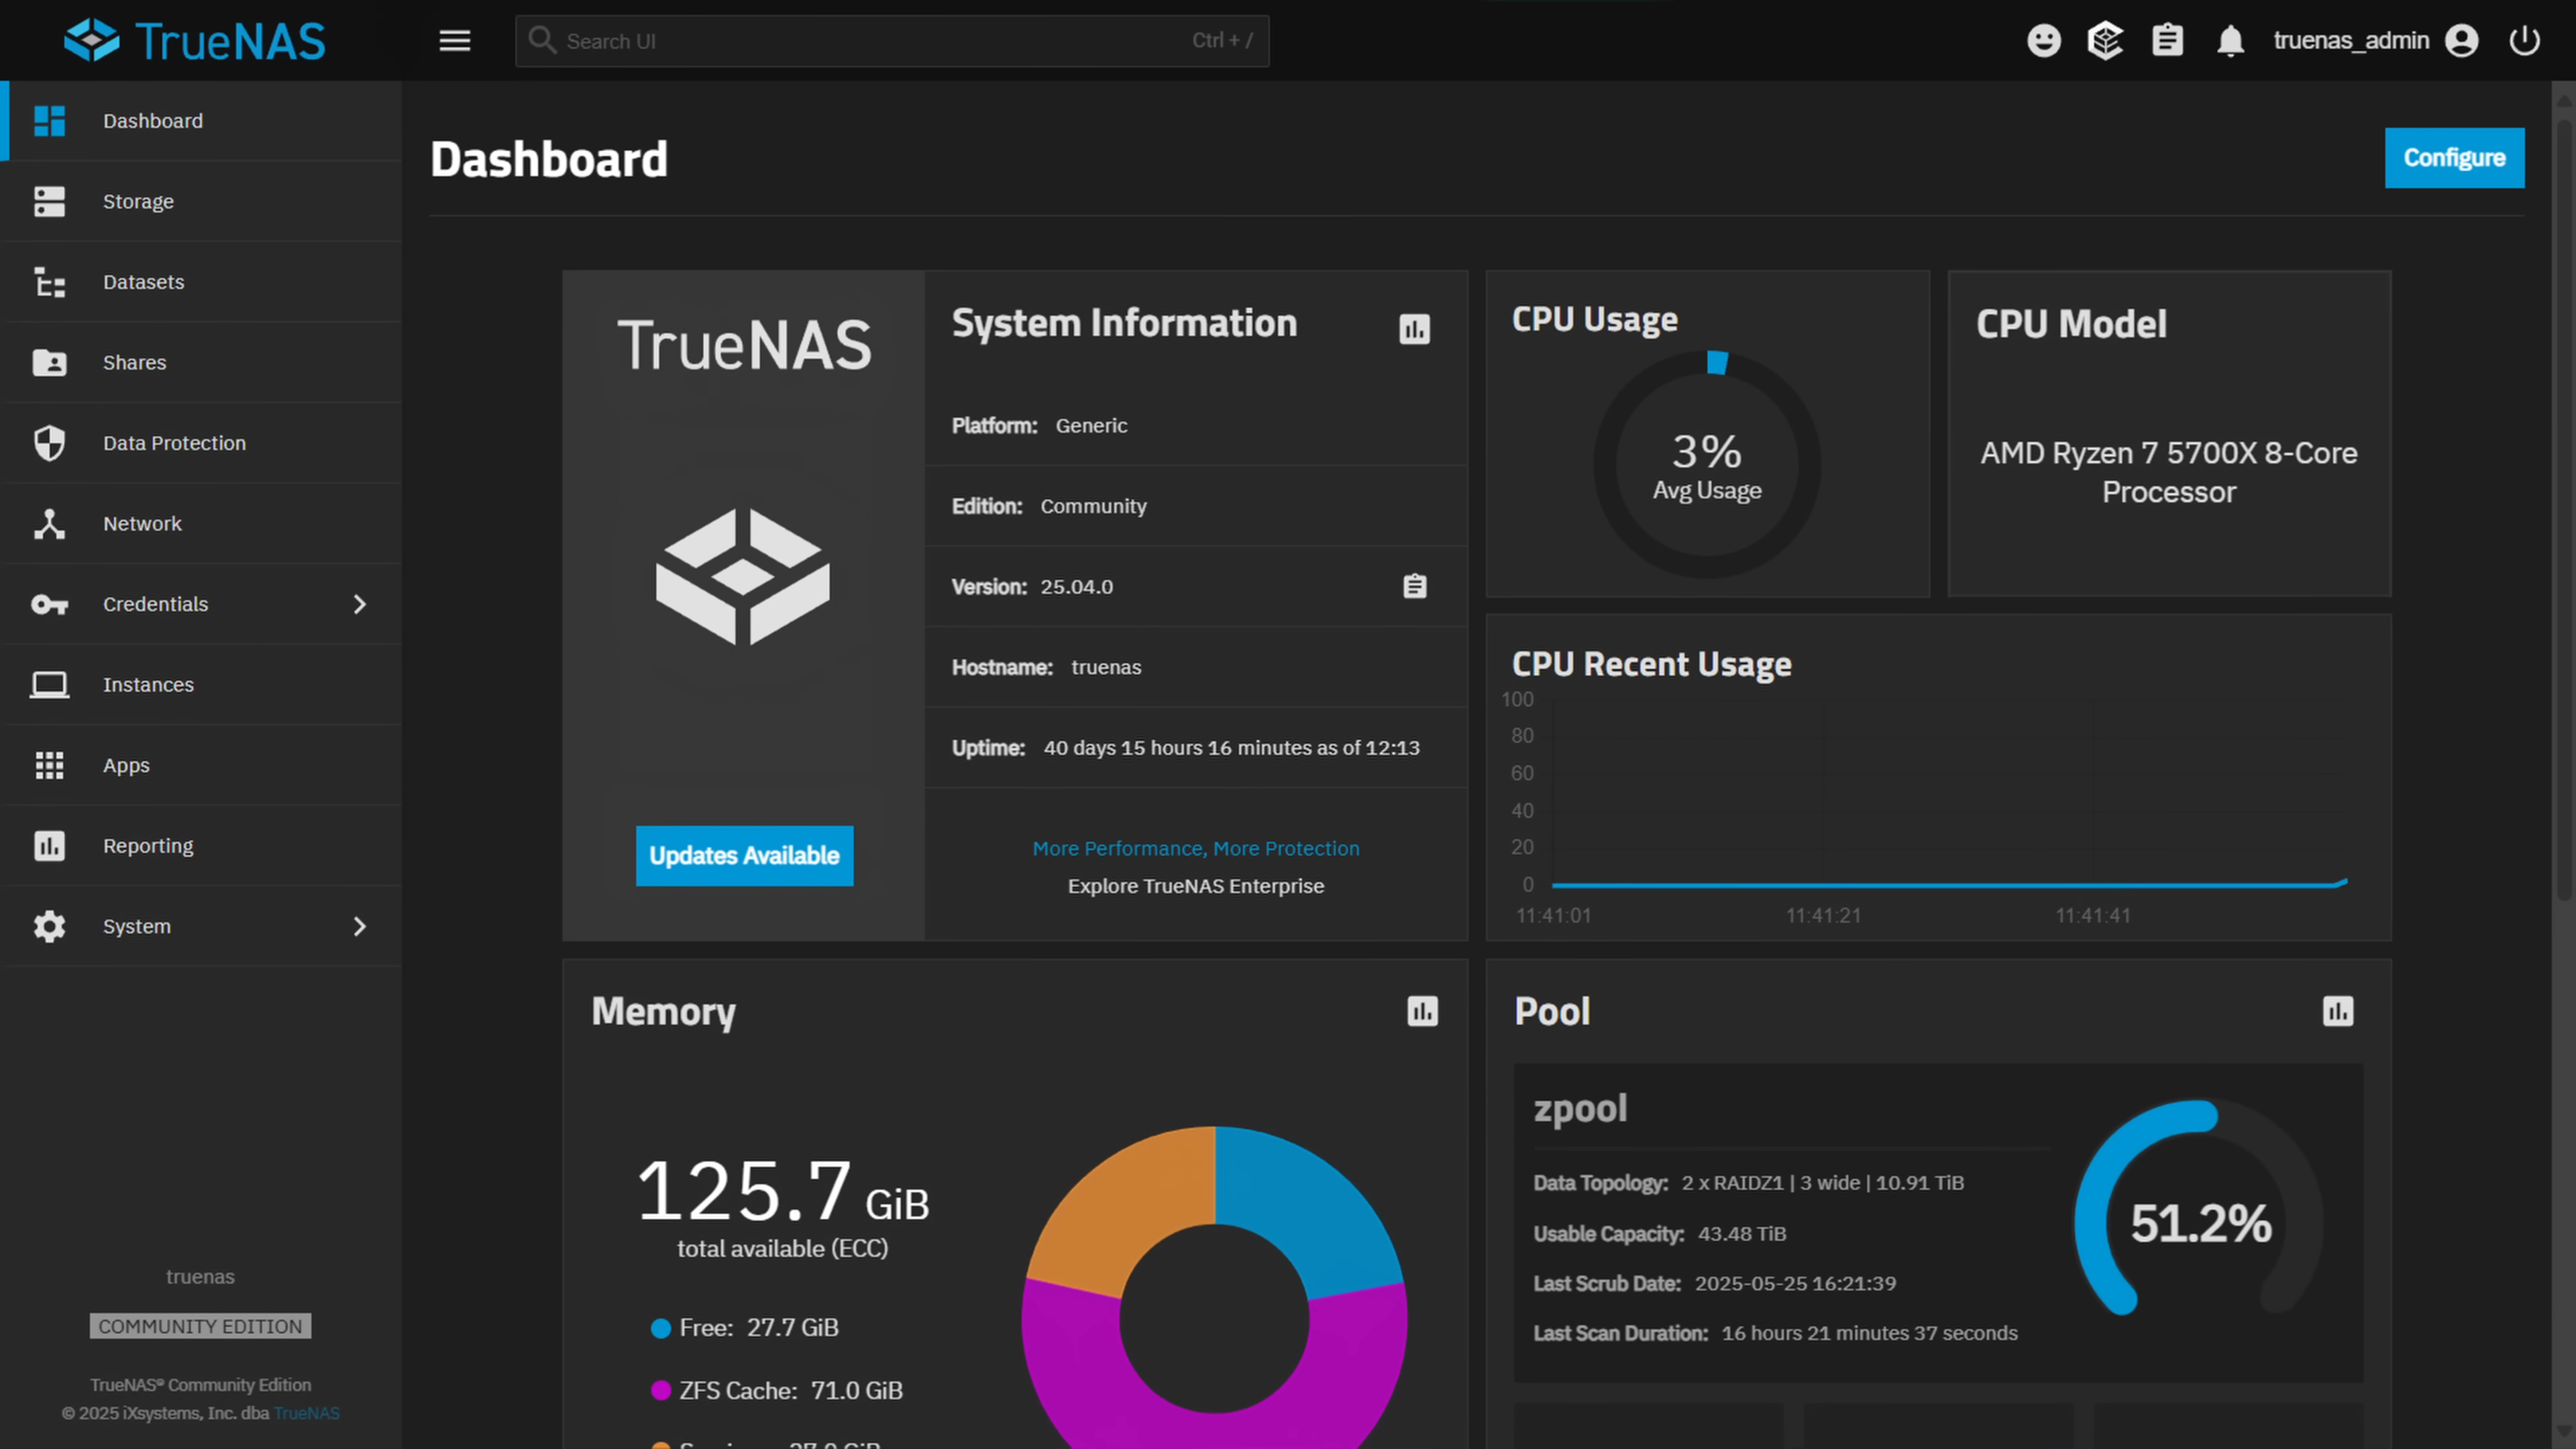 TrueNAS
Search UI
Ctrl + /
truenas_admin
Dashboard
Storage
Datasets
Shares
Data Protection
Network
Credentials
Instances
Apps
Reporting
System
truenas
COMMUNITY EDITION
TrueNAS® Community Edition
© 2025 iXsystems, Inc. dba TrueNAS
Dashboard
Configure
TrueNAS
Updates Available
System Information
Platform: Generic
Edition: Community
Version: 25.04.0
Hostname: truenas
Uptime: 40 days 15 hours 16 minutes as of 12:13
More Performance, More Protection
Explore TrueNAS Enterprise
CPU Usage
3%
Avg Usage
CPU Model
AMD Ryzen 7 5700X 8-Core
Processor
CPU Recent Usage
100
80
60
40
20
0
11:41:01
11:41:21
11:41:41
Memory
125.7 GiB
total available (ECC)
Free: 27.7 GiB
ZFS Cache: 71.0 GiB
Pool
zpool
Data Topology: 2 x RAIDZ1 | 3 wide | 10.91 TiB
Usable Capacity: 43.48 TiB
Last Scrub Date: 2025-05-25 16:21:39
Last Scan Duration: 16 hours 21 minutes 37 seconds
51.2%